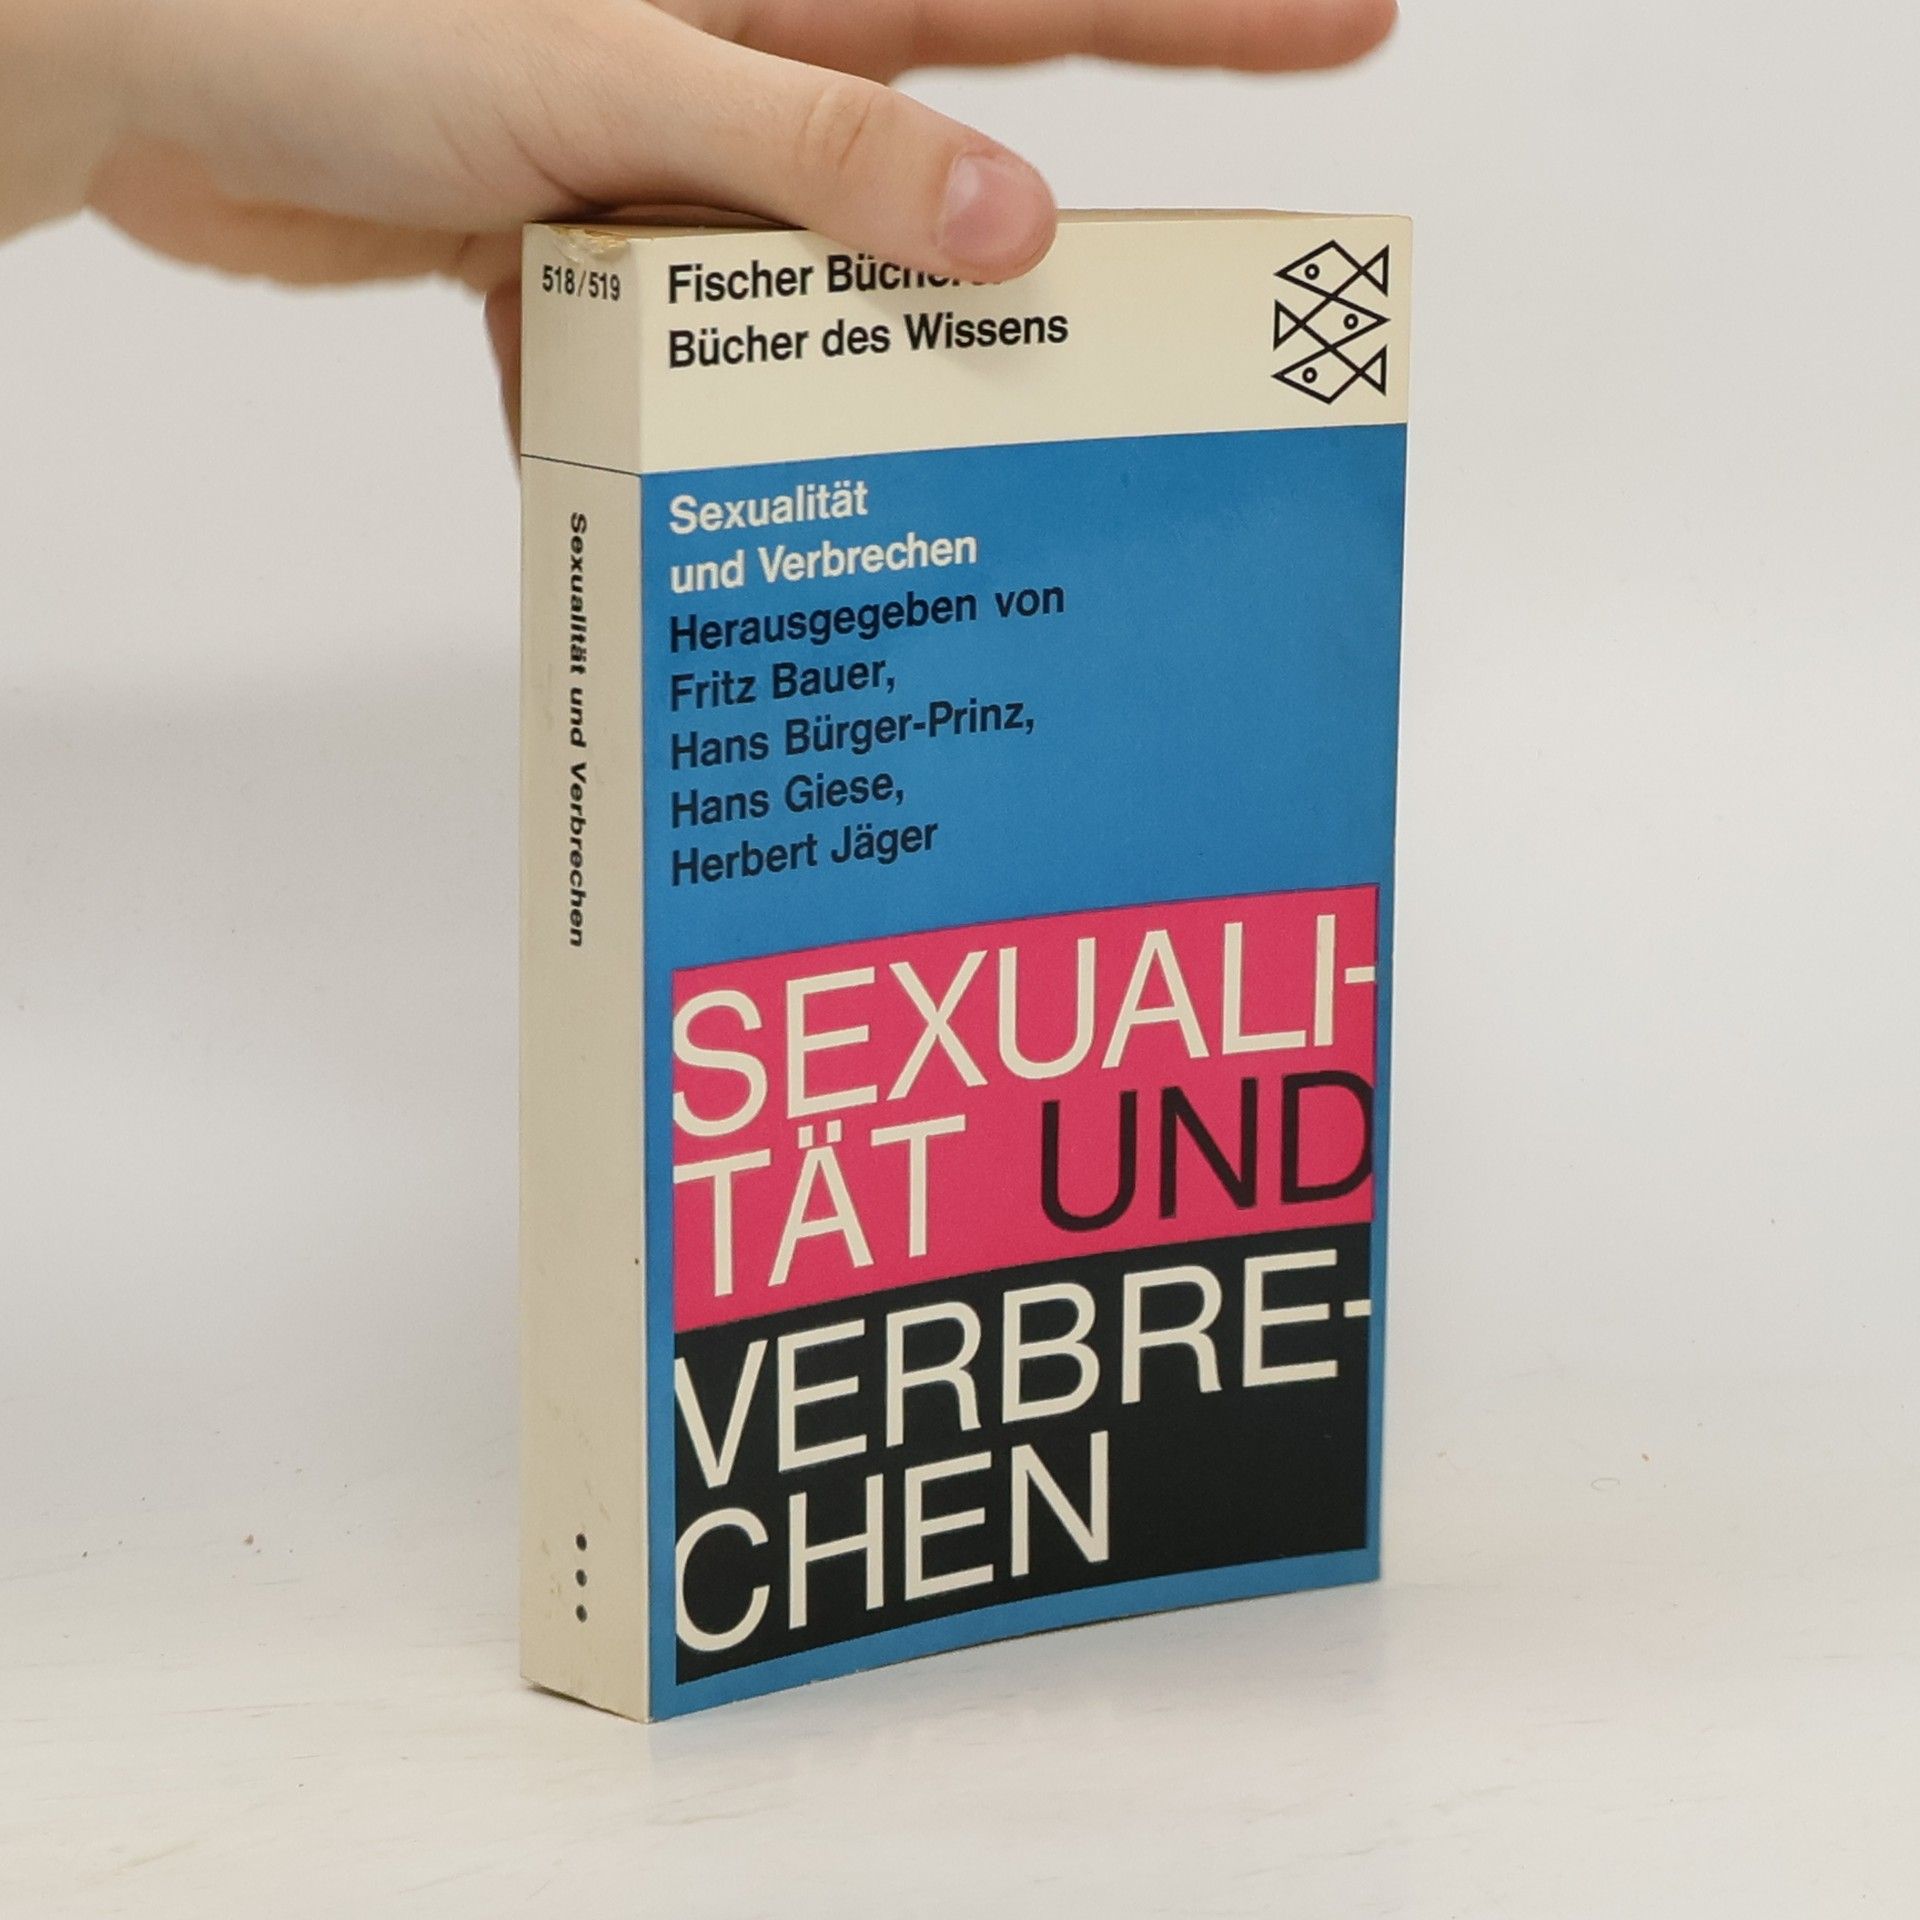 518/519
Fischer
Bücher des Wissens
Sexualität
und Verbrechen
Herausgegeben von
Fritz Bauer,
Hans Bürger-Prinz,
Hans Giese,
Herbert Jäger
SEXUALI-
TÄT UND
VERBRE-
CHEN
Sexualität und Verbrechen